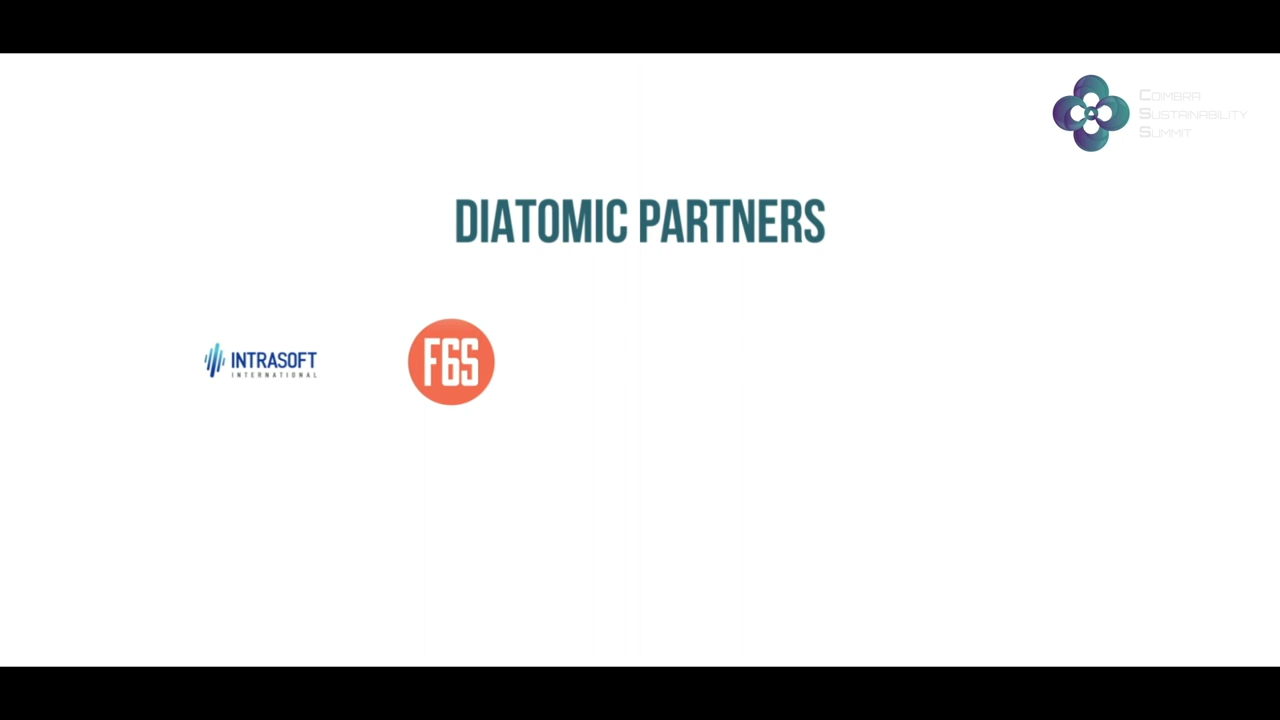 COIMBRA
SUSTAINABILITY
SUMMIT
DIATOMIC PARTNERS
INTRASOFT
INTERNATIONAL
F6S